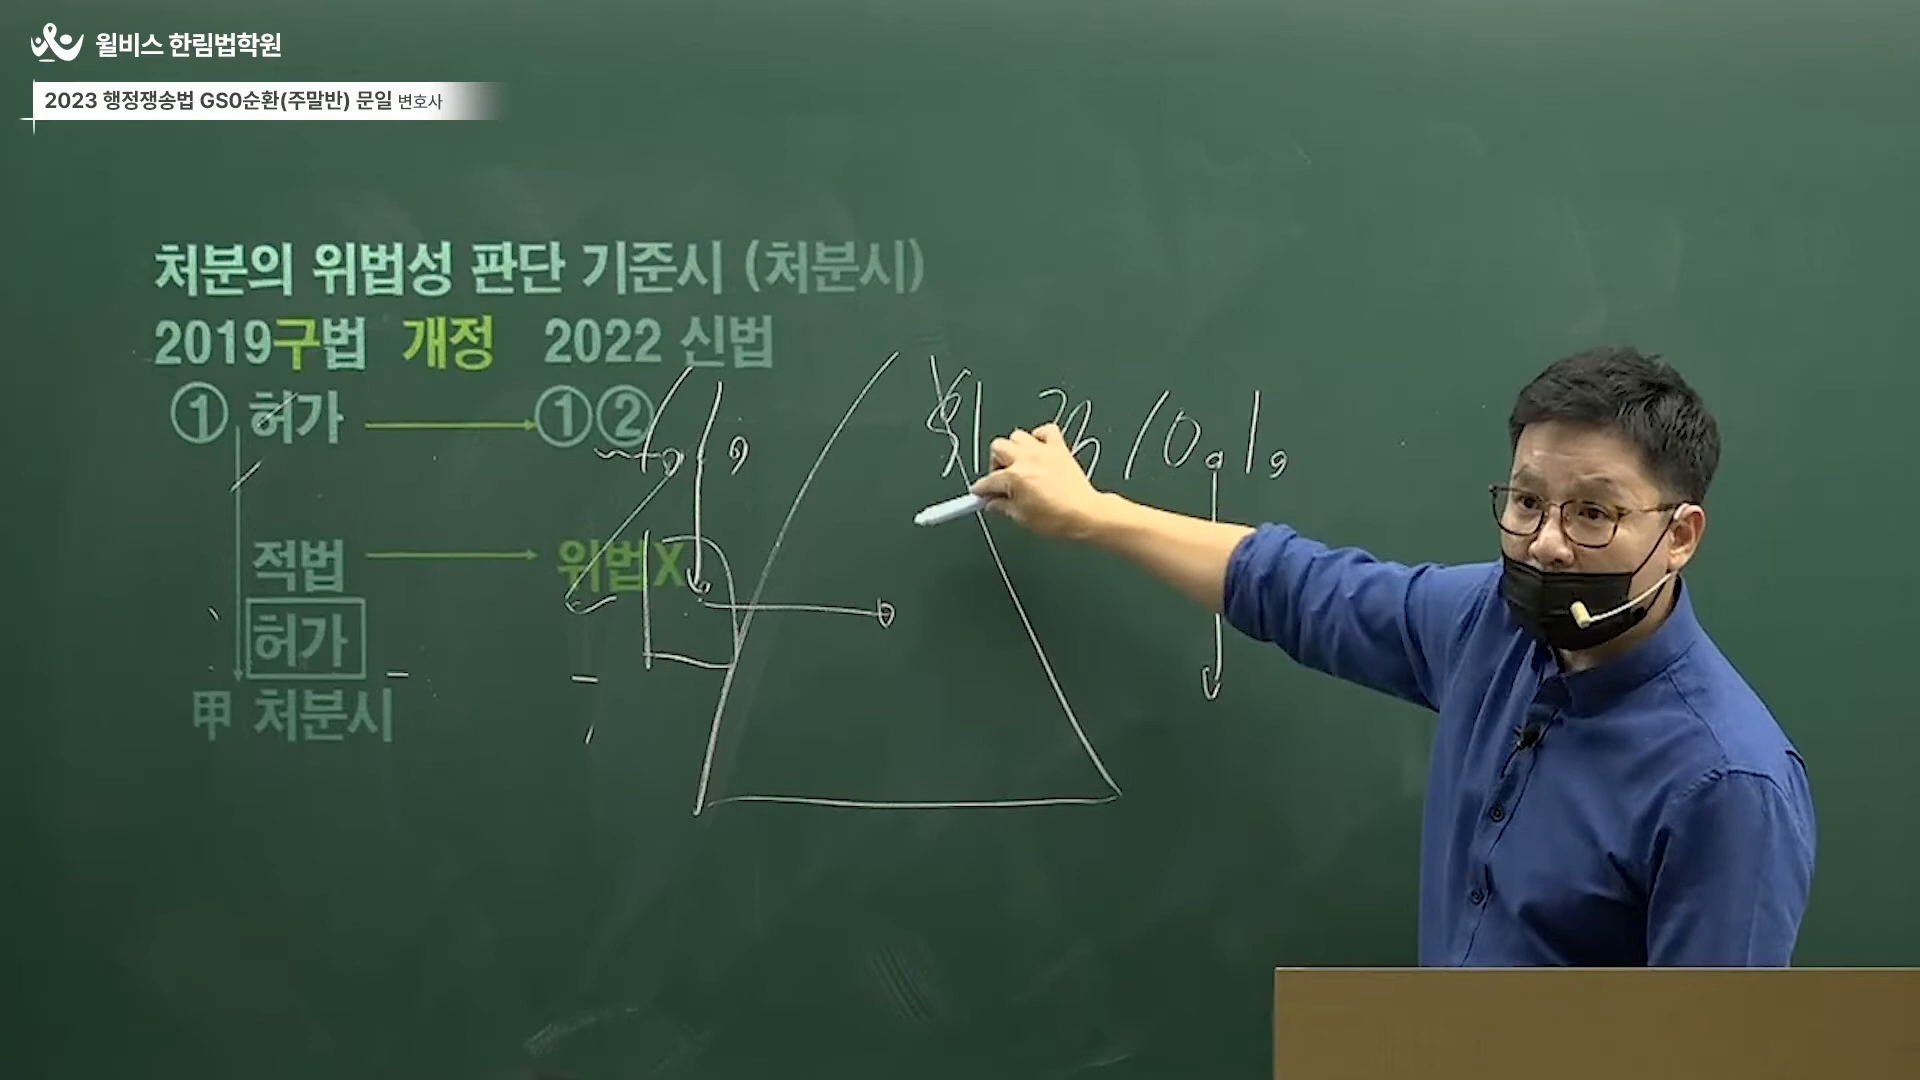 윌비스 한림법학원
2023 행정쟁송법 GS0순환(주말반) 문일 변호사
처분의 위법성 판단 기준시 (처분시)
2019구법 개정 2022 신법
① 허가 ①②
10.1,
적법 위법X
허가
甲 처분시